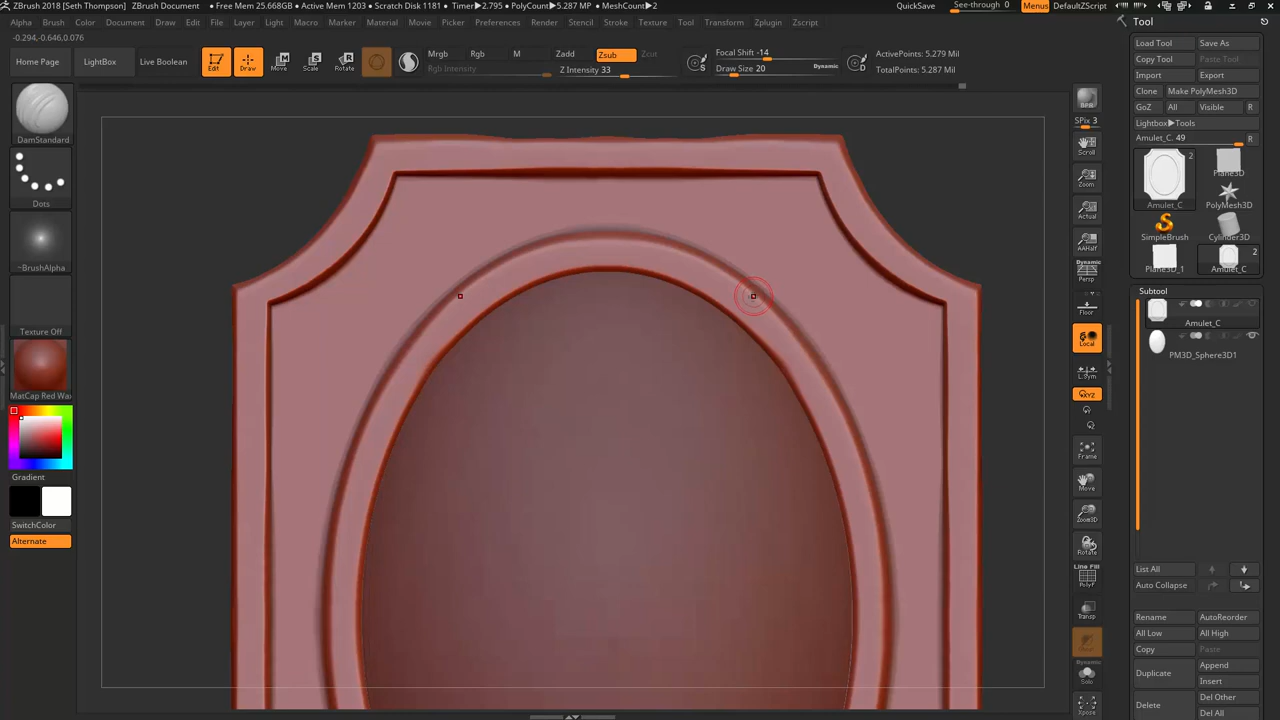 ZBrush 2018 [Seth Thompson] ZBrush Document • Free Mem 25.668GB • Active Mem 1203 • Scratch Disk 1181 • Timer▶2.795 • PolyCount▶5.287 MP • MeshCount▶2
QuickSave See-through 0 Menus DefaultZScript
Alpha Brush Color Document Draw Edit File Layer Light Macro Marker Material Movie Picker Preferences Render Stencil Stroke Texture Tool Transform Zplugin Zscript
Tool
-0.294,-0.646,0.076
Home Page LightBox Live Boolean Edit Draw Move Scale Rotate
Mrgb Rgb M
Rgb Intensity
Zadd Zsub Zcut
Z Intensity 33
Focal Shift -14
Draw Size 20 Dynamic
ActivePoints: 5.279 Mil
TotalPoints: 5.287 Mil
DamStandard
Dots
~BrushAlpha
Texture Off
MatCap Red Wax
Gradient
SwitchColor
Alternate
BPR
SPix 3
Scroll
Zoom
Actual
AAHalf
Dynamic
Persp
Floor
Local
L.Sym
XYZ
Frame
Move
Zoom3D
Rotate
Line Fill
PolyF
Transp
Dynamic
Solo
Xpose
Load Tool Save As
Copy Tool Paste Tool
Import Export
Clone Make PolyMesh3D
GoZ All Visible R
Lightbox▶Tools
Amulet_C. 49 R
2
Amulet_C
Plane3D
PolyMesh3D
SimpleBrush Cylinder3D
2
Plane3D_1 Amulet_C
Subtool
Amulet_C
PM3D_Sphere3D1
List All
Auto Collapse
Rename AutoReorder
All Low All High
Copy Paste
Duplicate Append
Insert
Delete Del Other
Del All